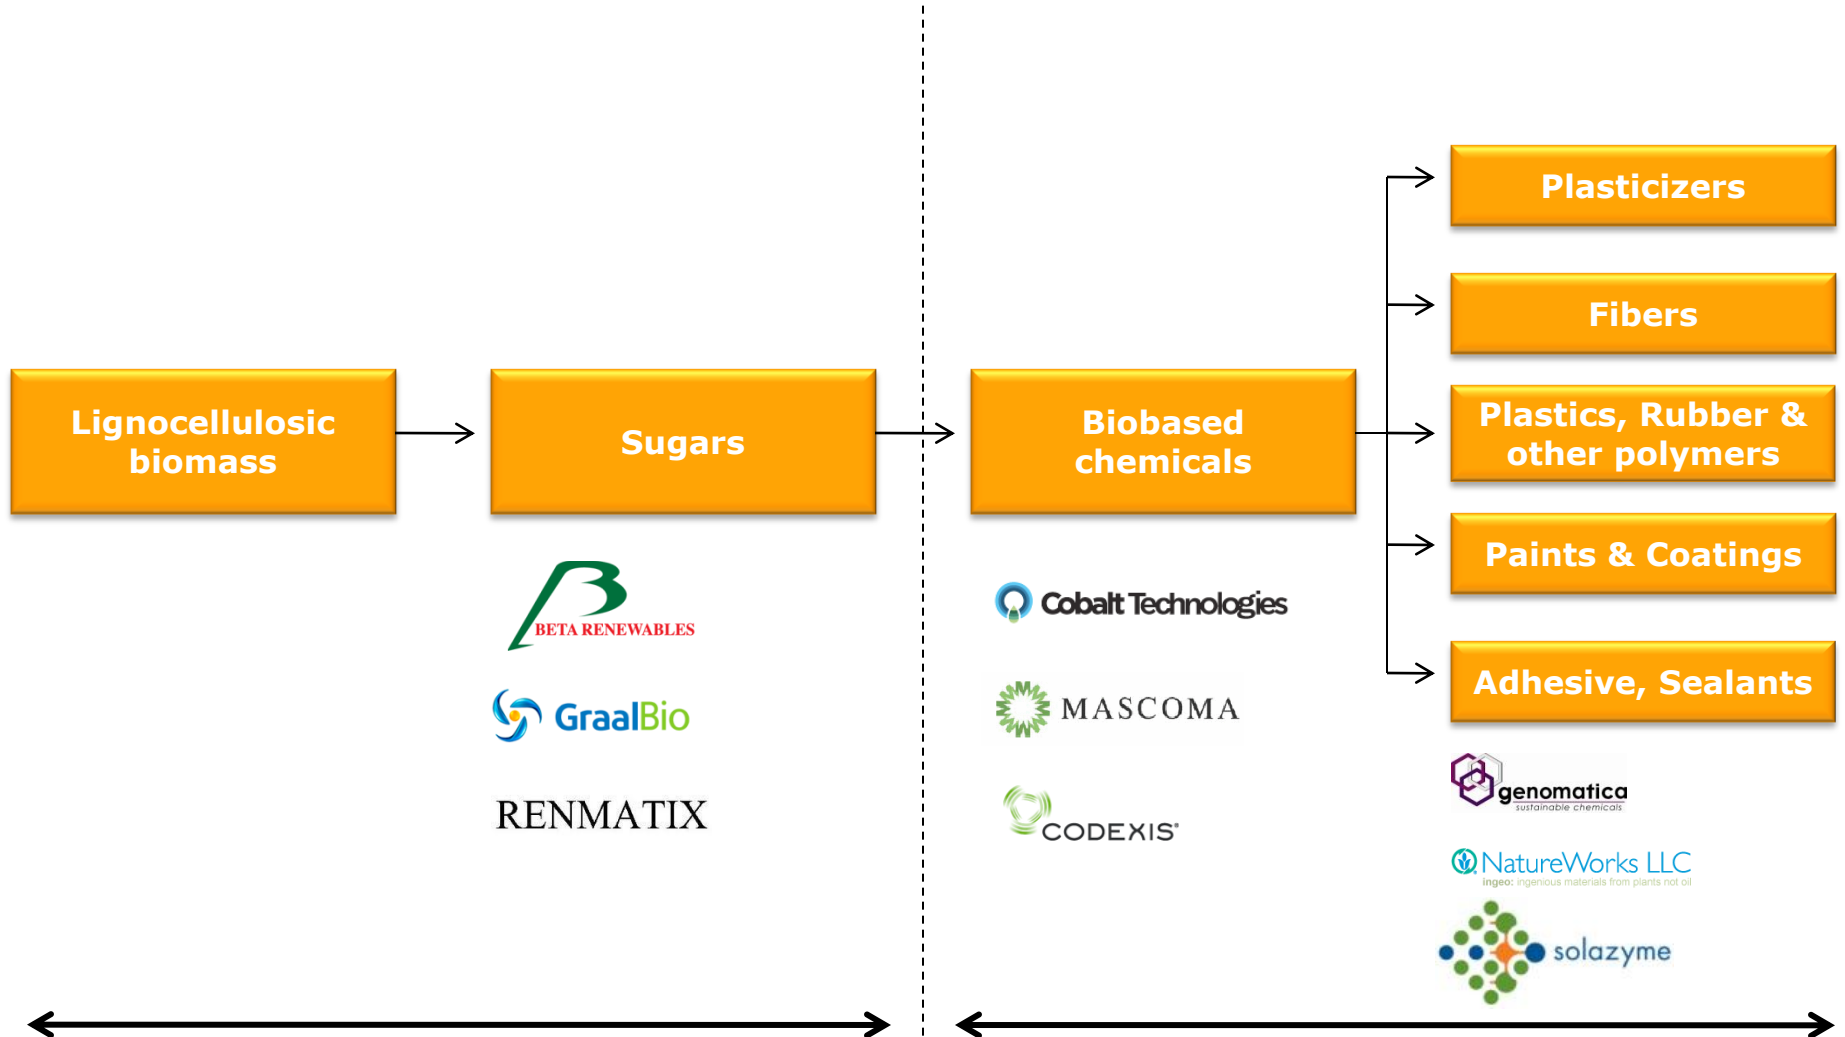 Plasticizers
Fibers
Lignocellulosic
biomass
Sugars
Biobased
chemicals
Plastics, Rubber &
other polymers
Paints & Coatings
Adhesive, Sealants
BETA RENEWABLES
GraalBio
RENMATIX
Cobalt Technologies
MASCOMA
CODEXIS®
genomatica
sustainable chemicals
NatureWorks LLC
ingeo: ingenious materials from plants not oil
solazyme